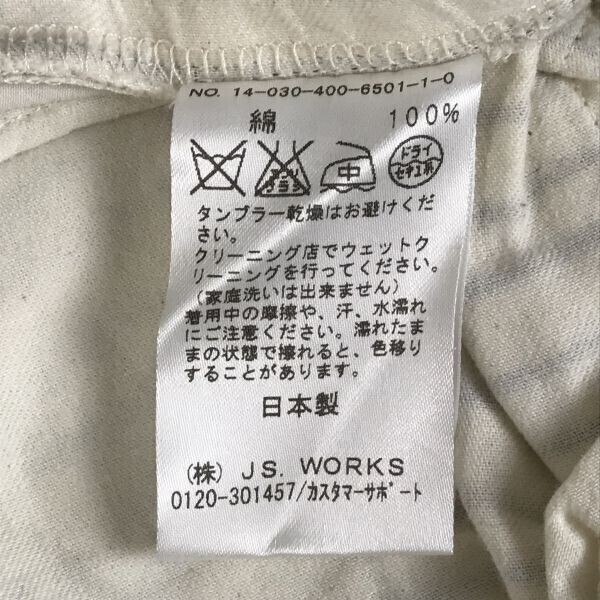 NO. 14-030-400-6501-1-0
綿 100%
エンソ サラシ 中 ドライ セキユ系
タンブラー乾燥はお避けくだ
さい。
クリーニング店でウェットク
リーニングを行ってください。
(家庭洗いは出来ません)
着用中の摩擦や、汗、水濡れ
にご注意ください。濡れたま
まの状態で擦れると、色移り
することがあります。
日本製
(株) JS. WORKS
0120-301457/カスタマーサポート